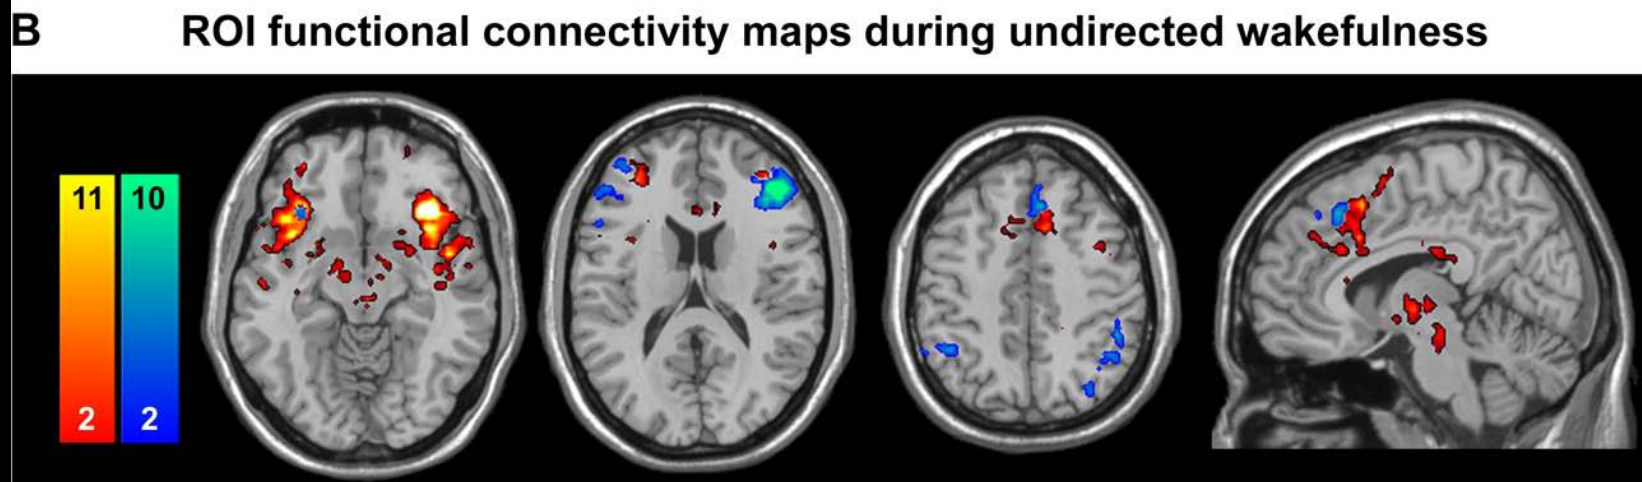 B ROI functional connectivity maps during undirected wakefulness
11 10
2 2